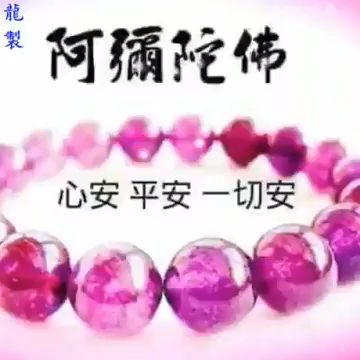 龍製
阿彌陀佛
心安 平安 一切安